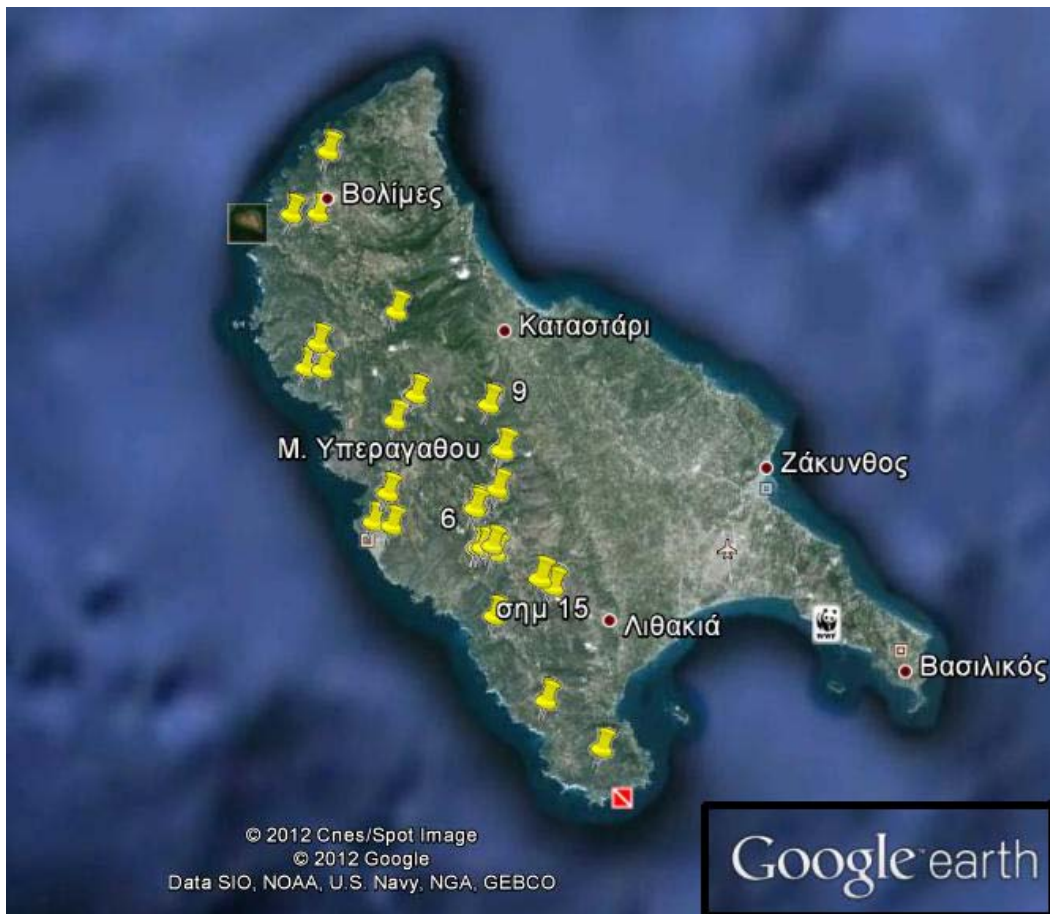 Βολίμες
Καταστάρι
9
Μ. Υπεραγαθου
Ζάκυνθος
6
σημ 15
Λιθακιά
WWF
Βασιλικός
© 2012 Cnes/Spot Image
© 2012 Google
Data SIO, NOAA, U.S. Navy, NGA, GEBCO
Google earth